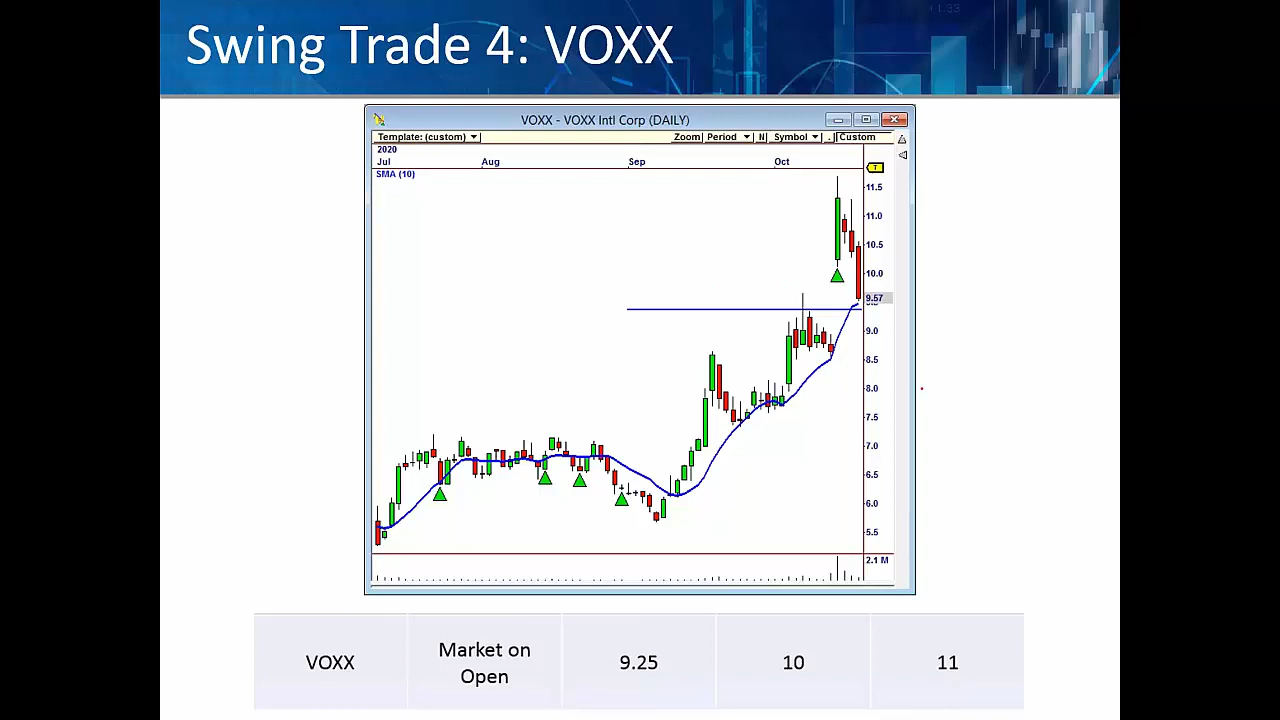 +1.33
Swing Trade 4: VOXX
VOXX - VOXX Intl Corp (DAILY)
Template: (custom) Zoom Period N Symbol . Custom
2020
Jul Aug Sep Oct
SMA (10)
T
11.5
11.0
10.5
10.0
9.57
9.0
8.5
8.0
7.5
7.0
6.5
6.0
5.5
2.1 M
VOXX Market on Open 9.25 10 11